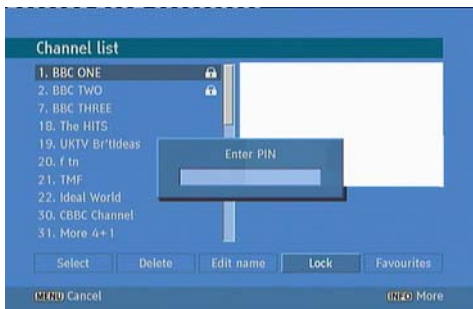 Channel list
1. BBC ONE
2. BBC TWO
7. BBC THREE
18. The HITS
19. UKTV Br'tIdeas
20. f tn
21. TMF
22. Ideal World
30. CBBC Channel
31. More 4+1
Enter PIN
Select Delete Edit name Lock Favourites
MENU Cancel INFO More